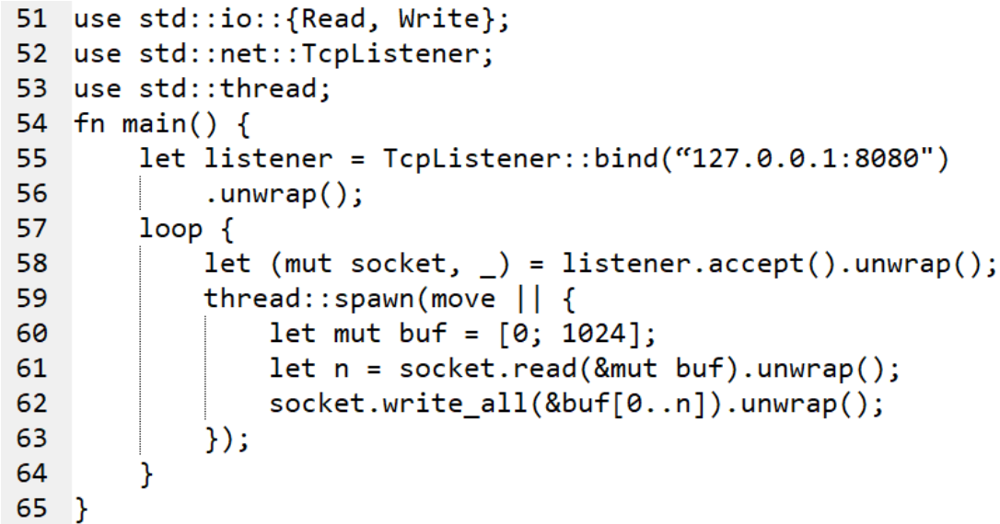 51 use std::io::{Read, Write};
52 use std::net::TcpListener;
53 use std::thread;
54 fn main() {
55     let listener = TcpListener::bind(“127.0.0.1:8080")
56         .unwrap();
57     loop {
58         let (mut socket, _) = listener.accept().unwrap();
59         thread::spawn(move || {
60             let mut buf = [0; 1024];
61             let n = socket.read(&mut buf).unwrap();
62             socket.write_all(&buf[0..n]).unwrap();
63         });
64     }
65 }